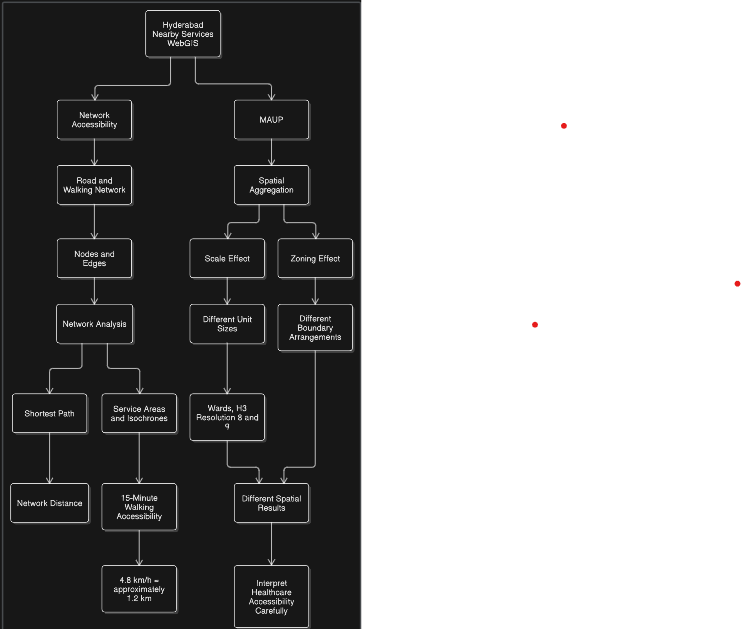 Hyderabad
Nearby Services
WebGIS
Network
Accessibility
MAUP
Road and
Walking Network
Spatial
Aggregation
Nodes and
Edges
Scale Effect
Zoning Effect
Network Analysis
Different Unit
Sizes
Different
Boundary
Arrangements
Shortest Path
Service Areas
and Isochrones
Wards, H3
Resolution 8 and
9
Network Distance
15-Minute
Walking
Accessibility
Different Spatial
Results
4.8 km/h =
approximately
1.2 km
Interpret
Healthcare
Accessibility
Carefully